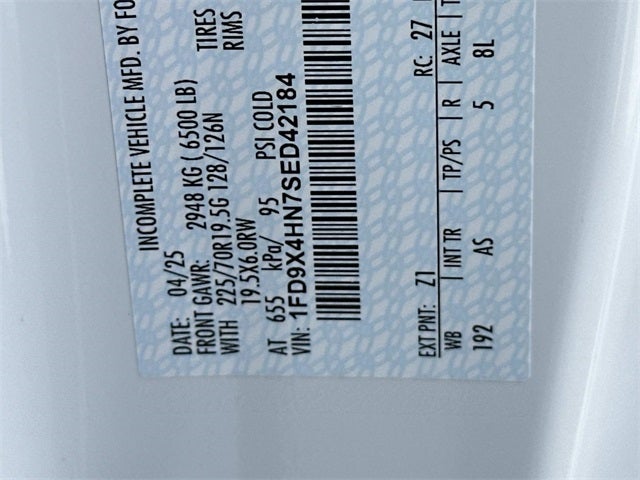 INCOMPLETE VEHICLE MFD. BY FO
DATE: 04/25
FRONT GAWR: 2948 KG ( 6500 LB)
WITH 225/70R19.5G 128/126N TIRES
19.5X6.0RW RIMS
AT 655 kPa/ 95 PSI COLD
VIN: 1FD9X4HN7SED42184
EXT PNT: Z1 RC: 27
WB INT TR TP/PS R AXLE
192 AS 5 8L